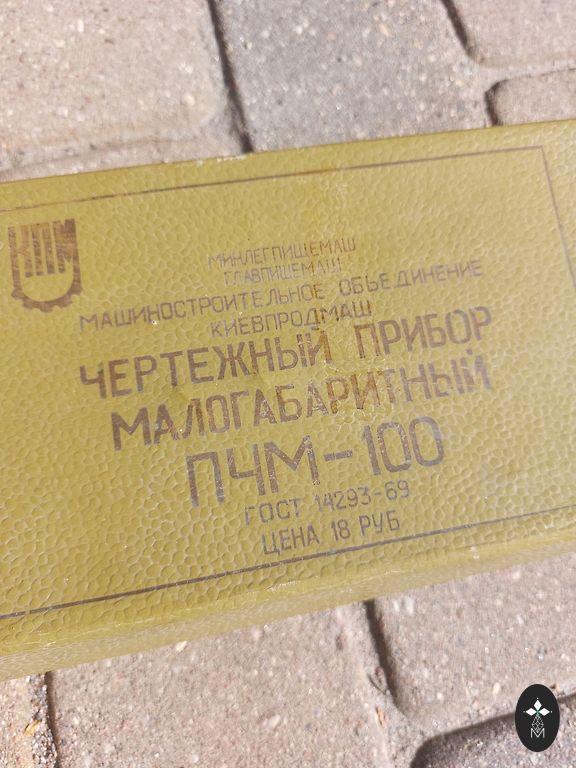 КПМ
МИНЛЕГПИЩЕМАШ
ГЛАВПИЩЕМАШ
МАШИНОСТРОИТЕЛЬНОЕ ОБЪЕДИНЕНИЕ
КИЕВПРОДМАШ
ЧЕРТЕЖНЫЙ ПРИБОР
МАЛОГАБАРИТНЫЙ
ПЧМ-100
ГОСТ 14293-69
ЦЕНА 18 РУБ
M